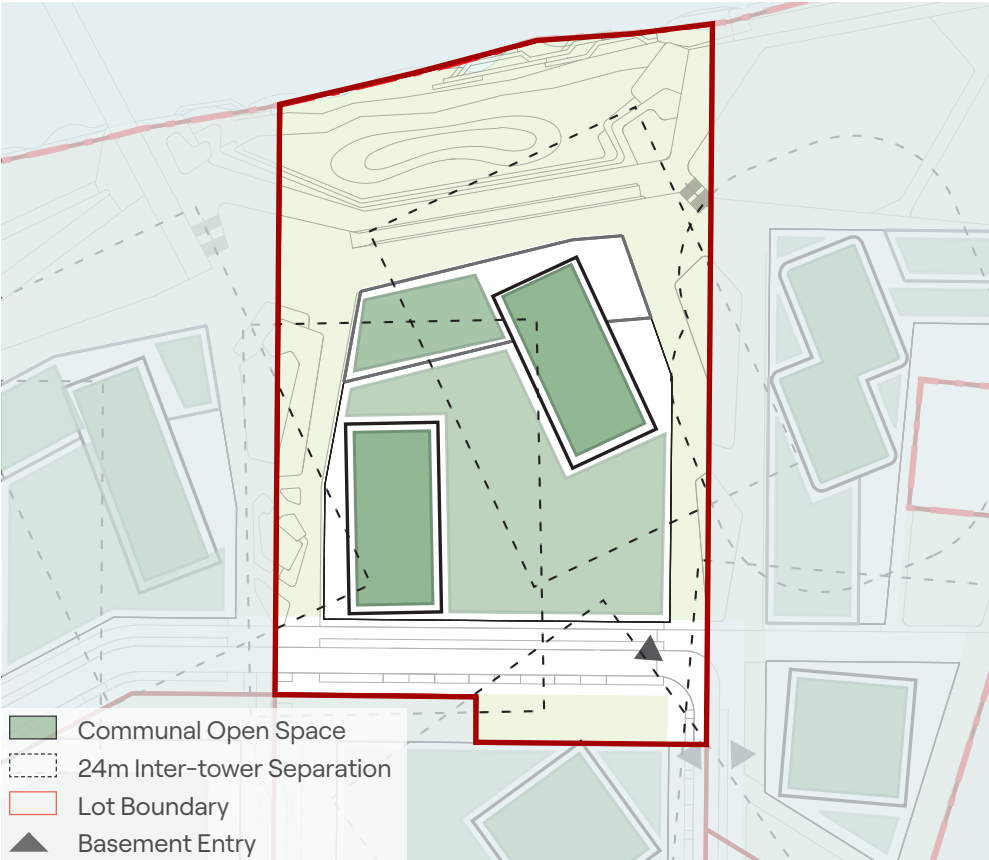 Communal Open Space
24m Inter-tower Separation
Lot Boundary
Basement Entry